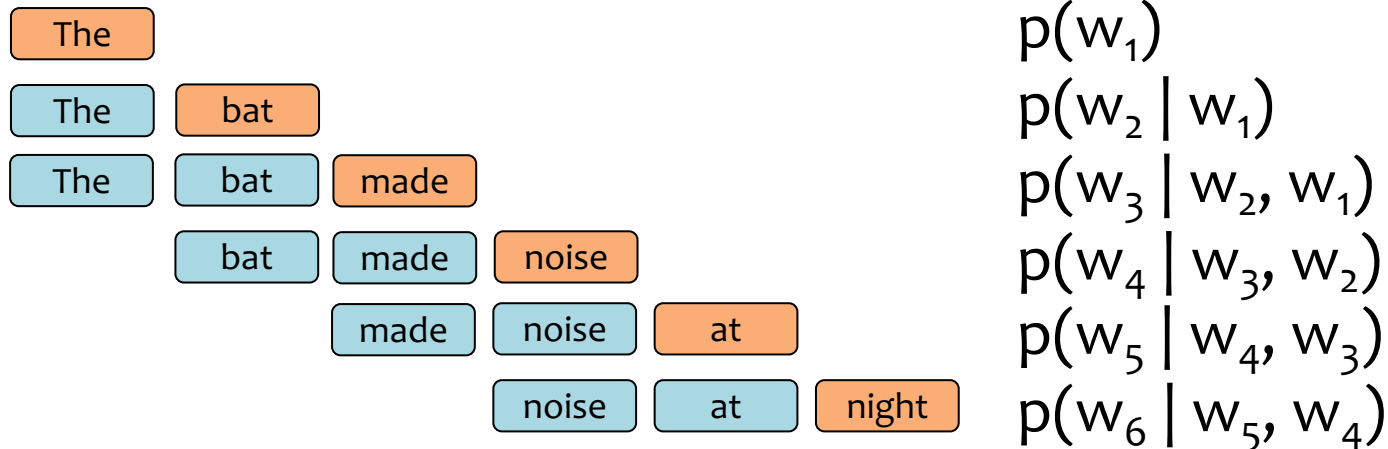 The p(w₁)
The bat p(w₂ | w₁)
The bat made p(w₃ | w₂, w₁)
bat made noise p(w₄ | w₃, w₂)
made noise at p(w₅ | w₄, w₃)
noise at night p(w₆ | w₅, w₄)